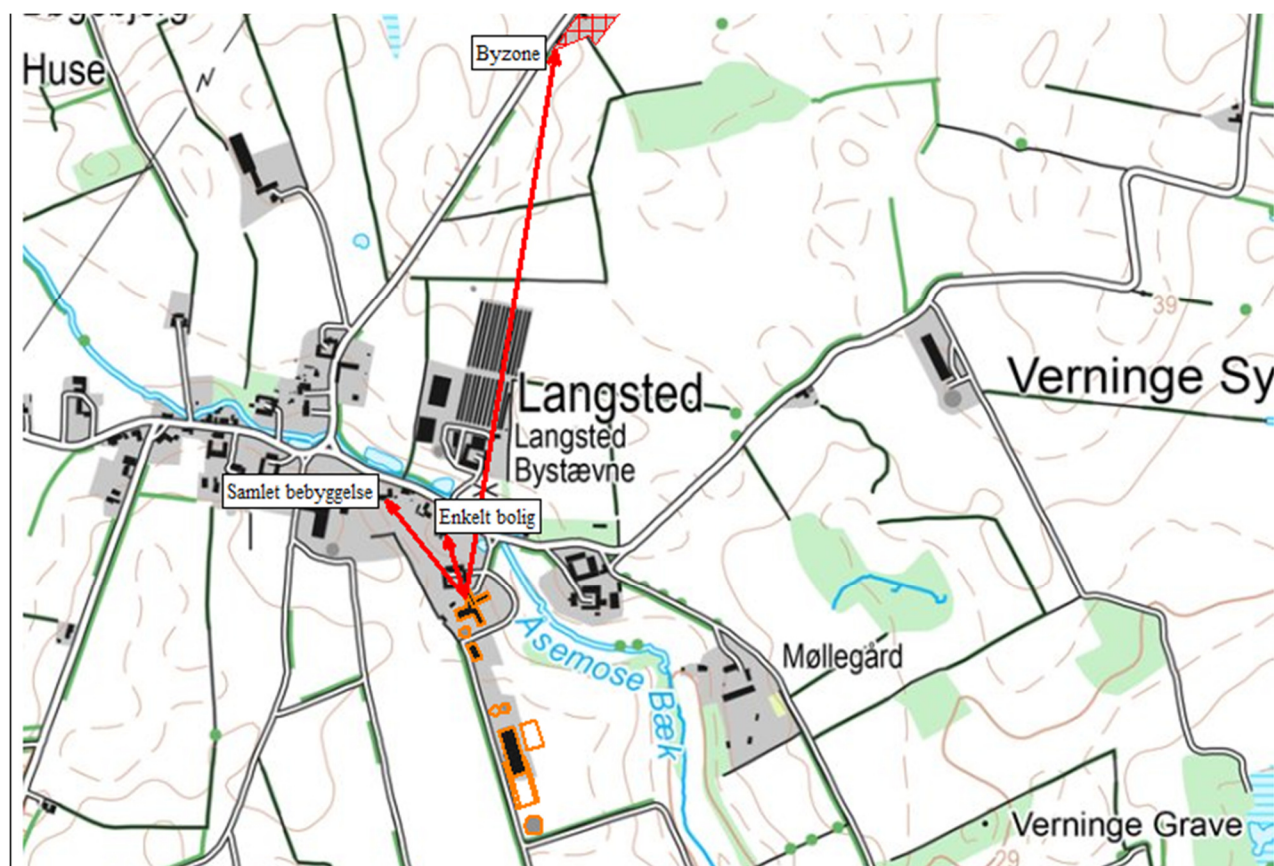 Huse
Byzone
39
Verninge Sy
Langsted
Langsted
Bystævne
Samlet bebyggelse
Enkelt bolig
Asemose Bæk
Møllegård
Verninge Grave
29